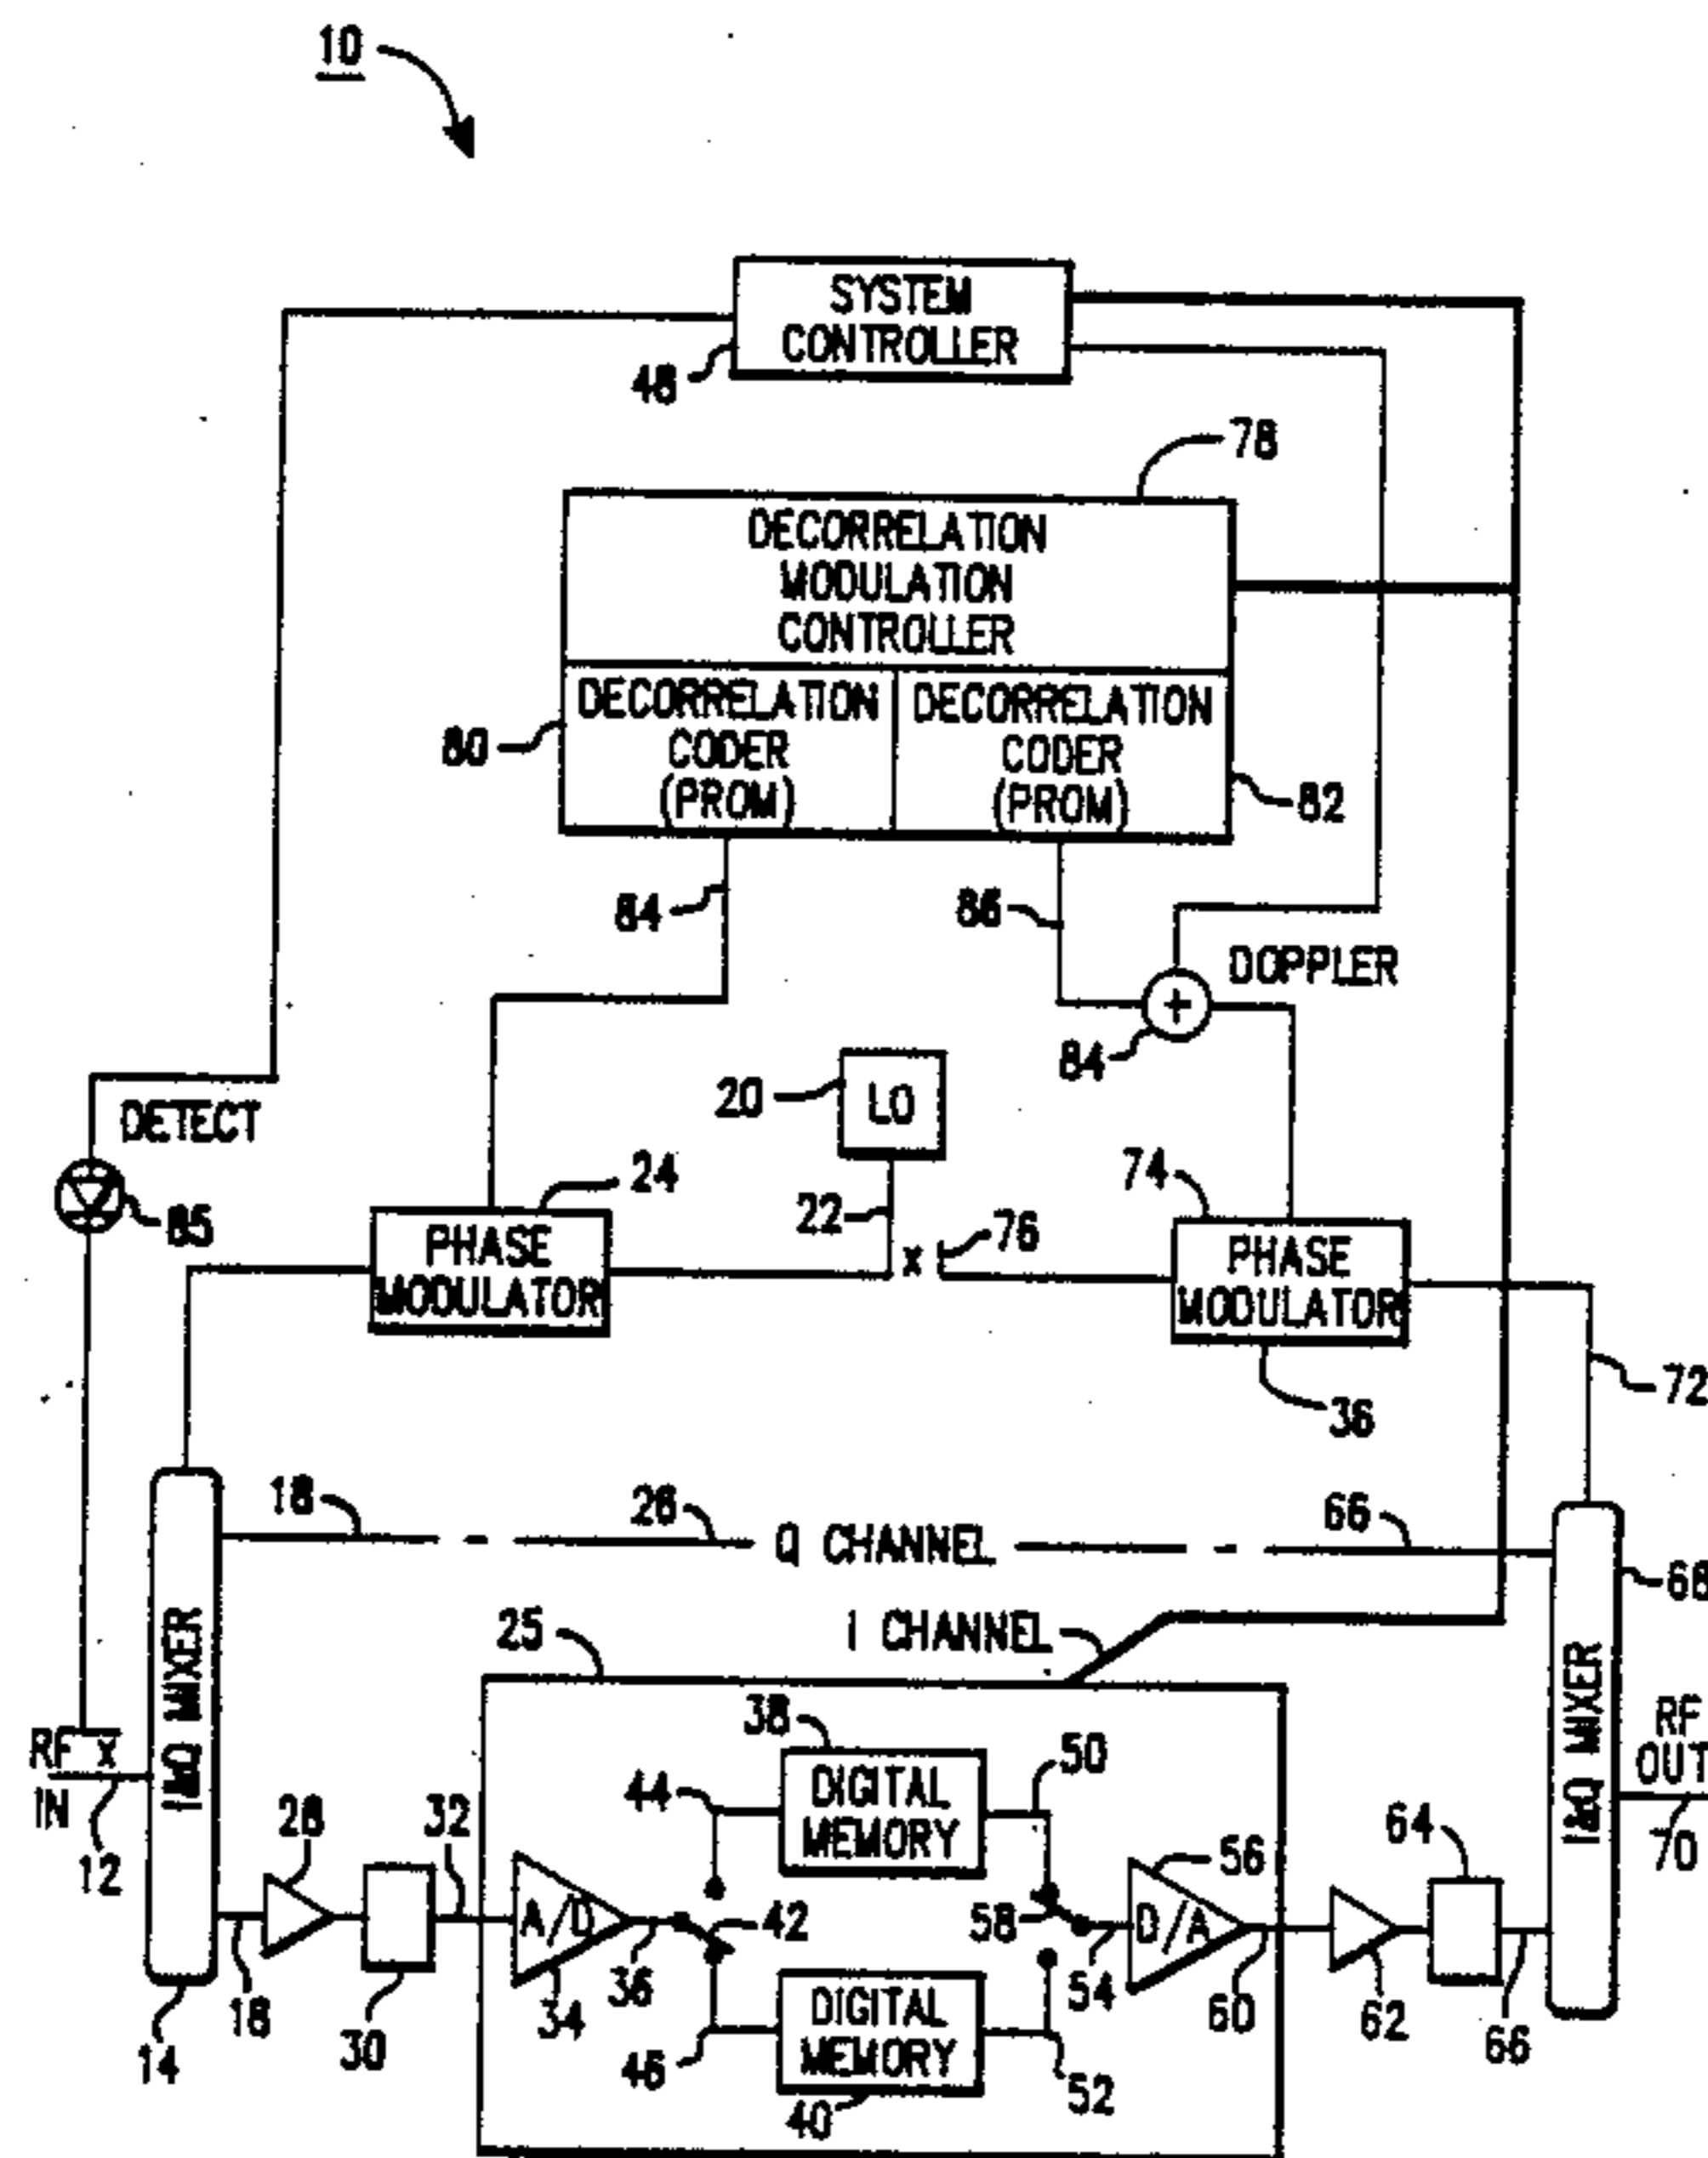 10
SYSTEM
CONTROLLER
48
78
DECORRELATION
MODULATION
CONTROLLER
DECORRELATION
CODER
(PROM)
DECORRELATION
CODER
(PROM)
80
82
84
86
DOPPLER
84
20
LO
DETECT
85
24
22
76
74
PHASE
MODULATOR
X
PHASE
MODULATOR
36
72
18
26
Q CHANNEL
66
68
25
I CHANNEL
I&Q MIXER
I&Q MIXER
RF X
IN
12
RF
OUT
70
38
DIGITAL
MEMORY
50
44
28
32
56
64
A/D
42
58
D/A
18
14
30
34
36
46
DIGITAL
MEMORY
40
52
54
60
62
66